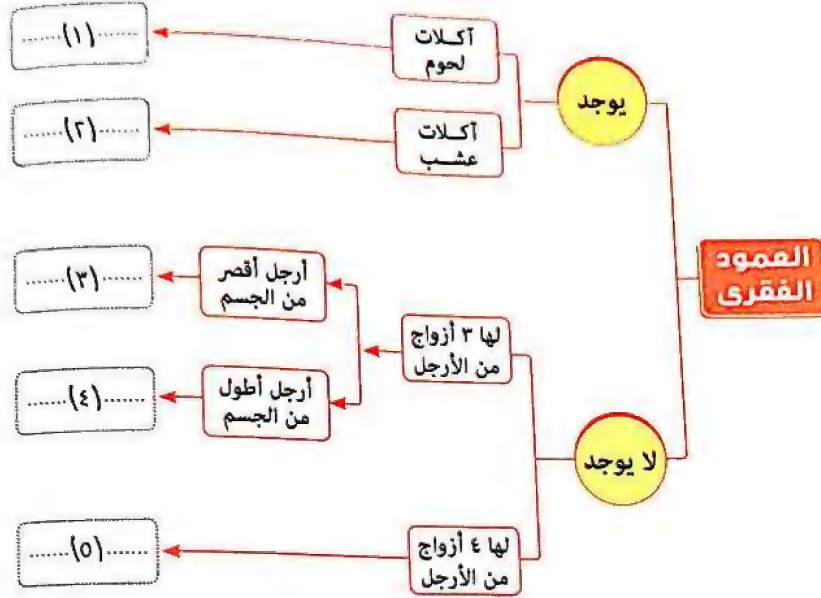 العمود
الفقرى
يوجد
آكلات
لحوم
......(١)......
آكلات
عشب
......(٢)......
لا يوجد
لها ٣ أزواج
من الأرجل
أرجل أقصر
من الجسم
......(٣)......
أرجل أطول
من الجسم
......(٤)......
لها ٤ أزواج
من الأرجل
......(٥)......